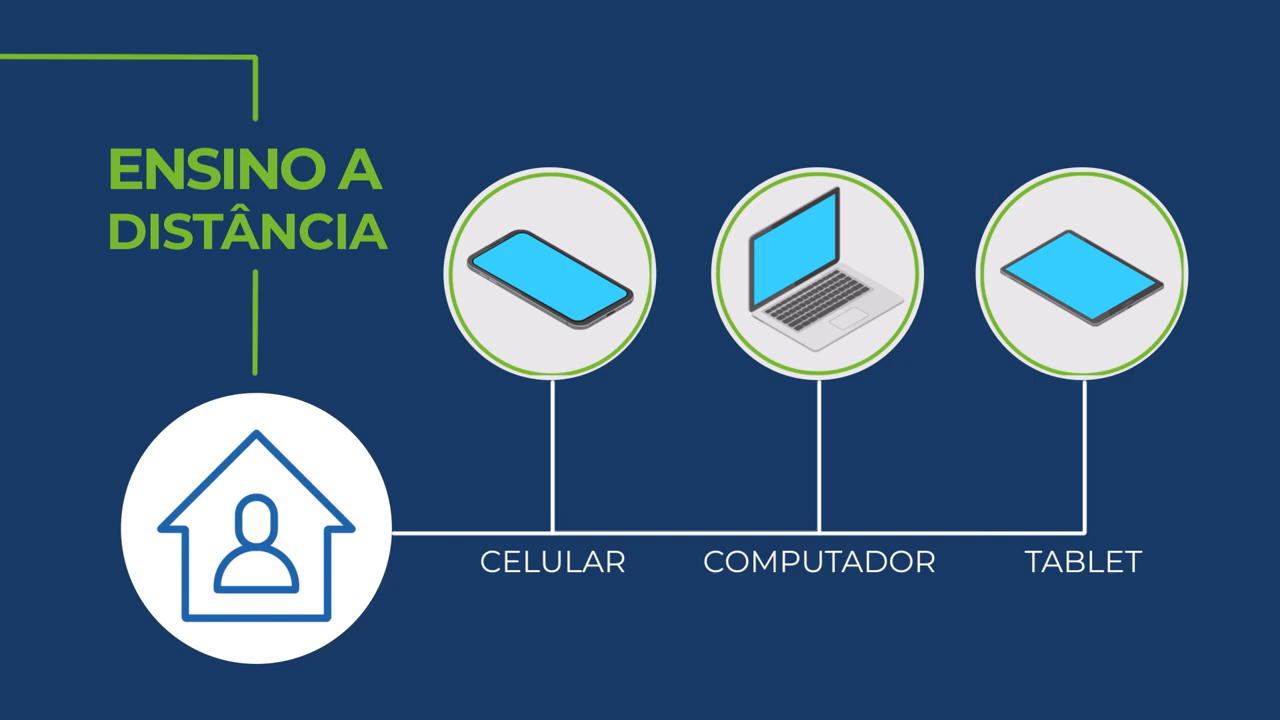 ENSINO A
DISTÂNCIA
CELULAR
COMPUTADOR
TABLET